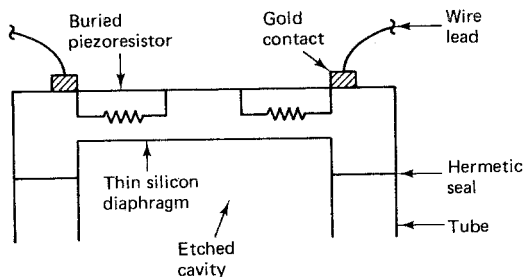 Buried
piezoresistor
Gold
contact
Wire
lead
Thin silicon
diaphragm
Hermetic
seal
Tube
Etched
cavity